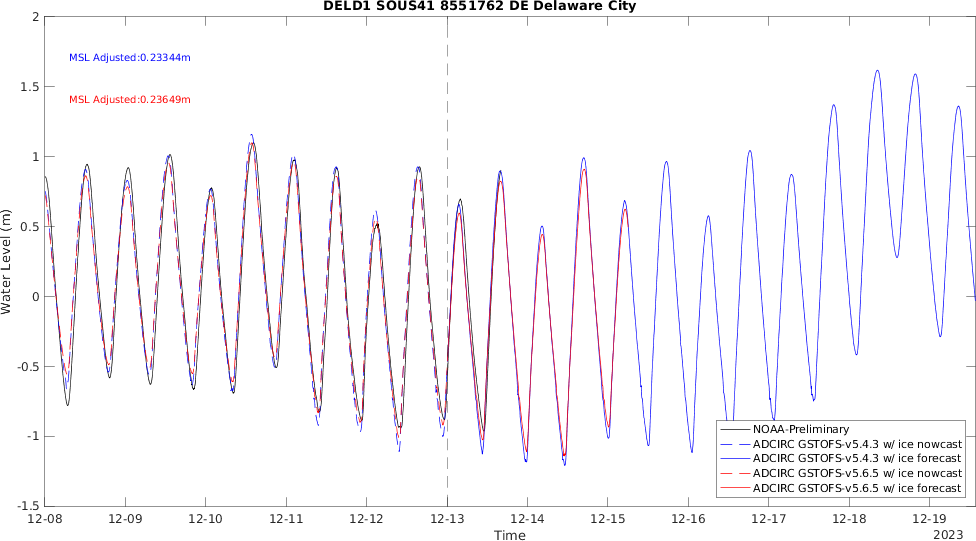 DELD1 SOUS41 8551762 DE Delaware City
MSL Adjusted:0.23344m
MSL Adjusted:0.23649m
Water Level (m)
2
1.5
1
0.5
0
-0.5
-1
-1.5
NOAA-Preliminary
ADCIRC GSTOFS-v5.4.3 w/ ice nowcast
ADCIRC GSTOFS-v5.4.3 w/ ice forecast
ADCIRC GSTOFS-v5.6.5 w/ ice nowcast
ADCIRC GSTOFS-v5.6.5 w/ ice forecast
12-08 12-09 12-10 12-11 12-12 12-13 12-14 12-15 12-16 12-17 12-18 12-19
Time
2023